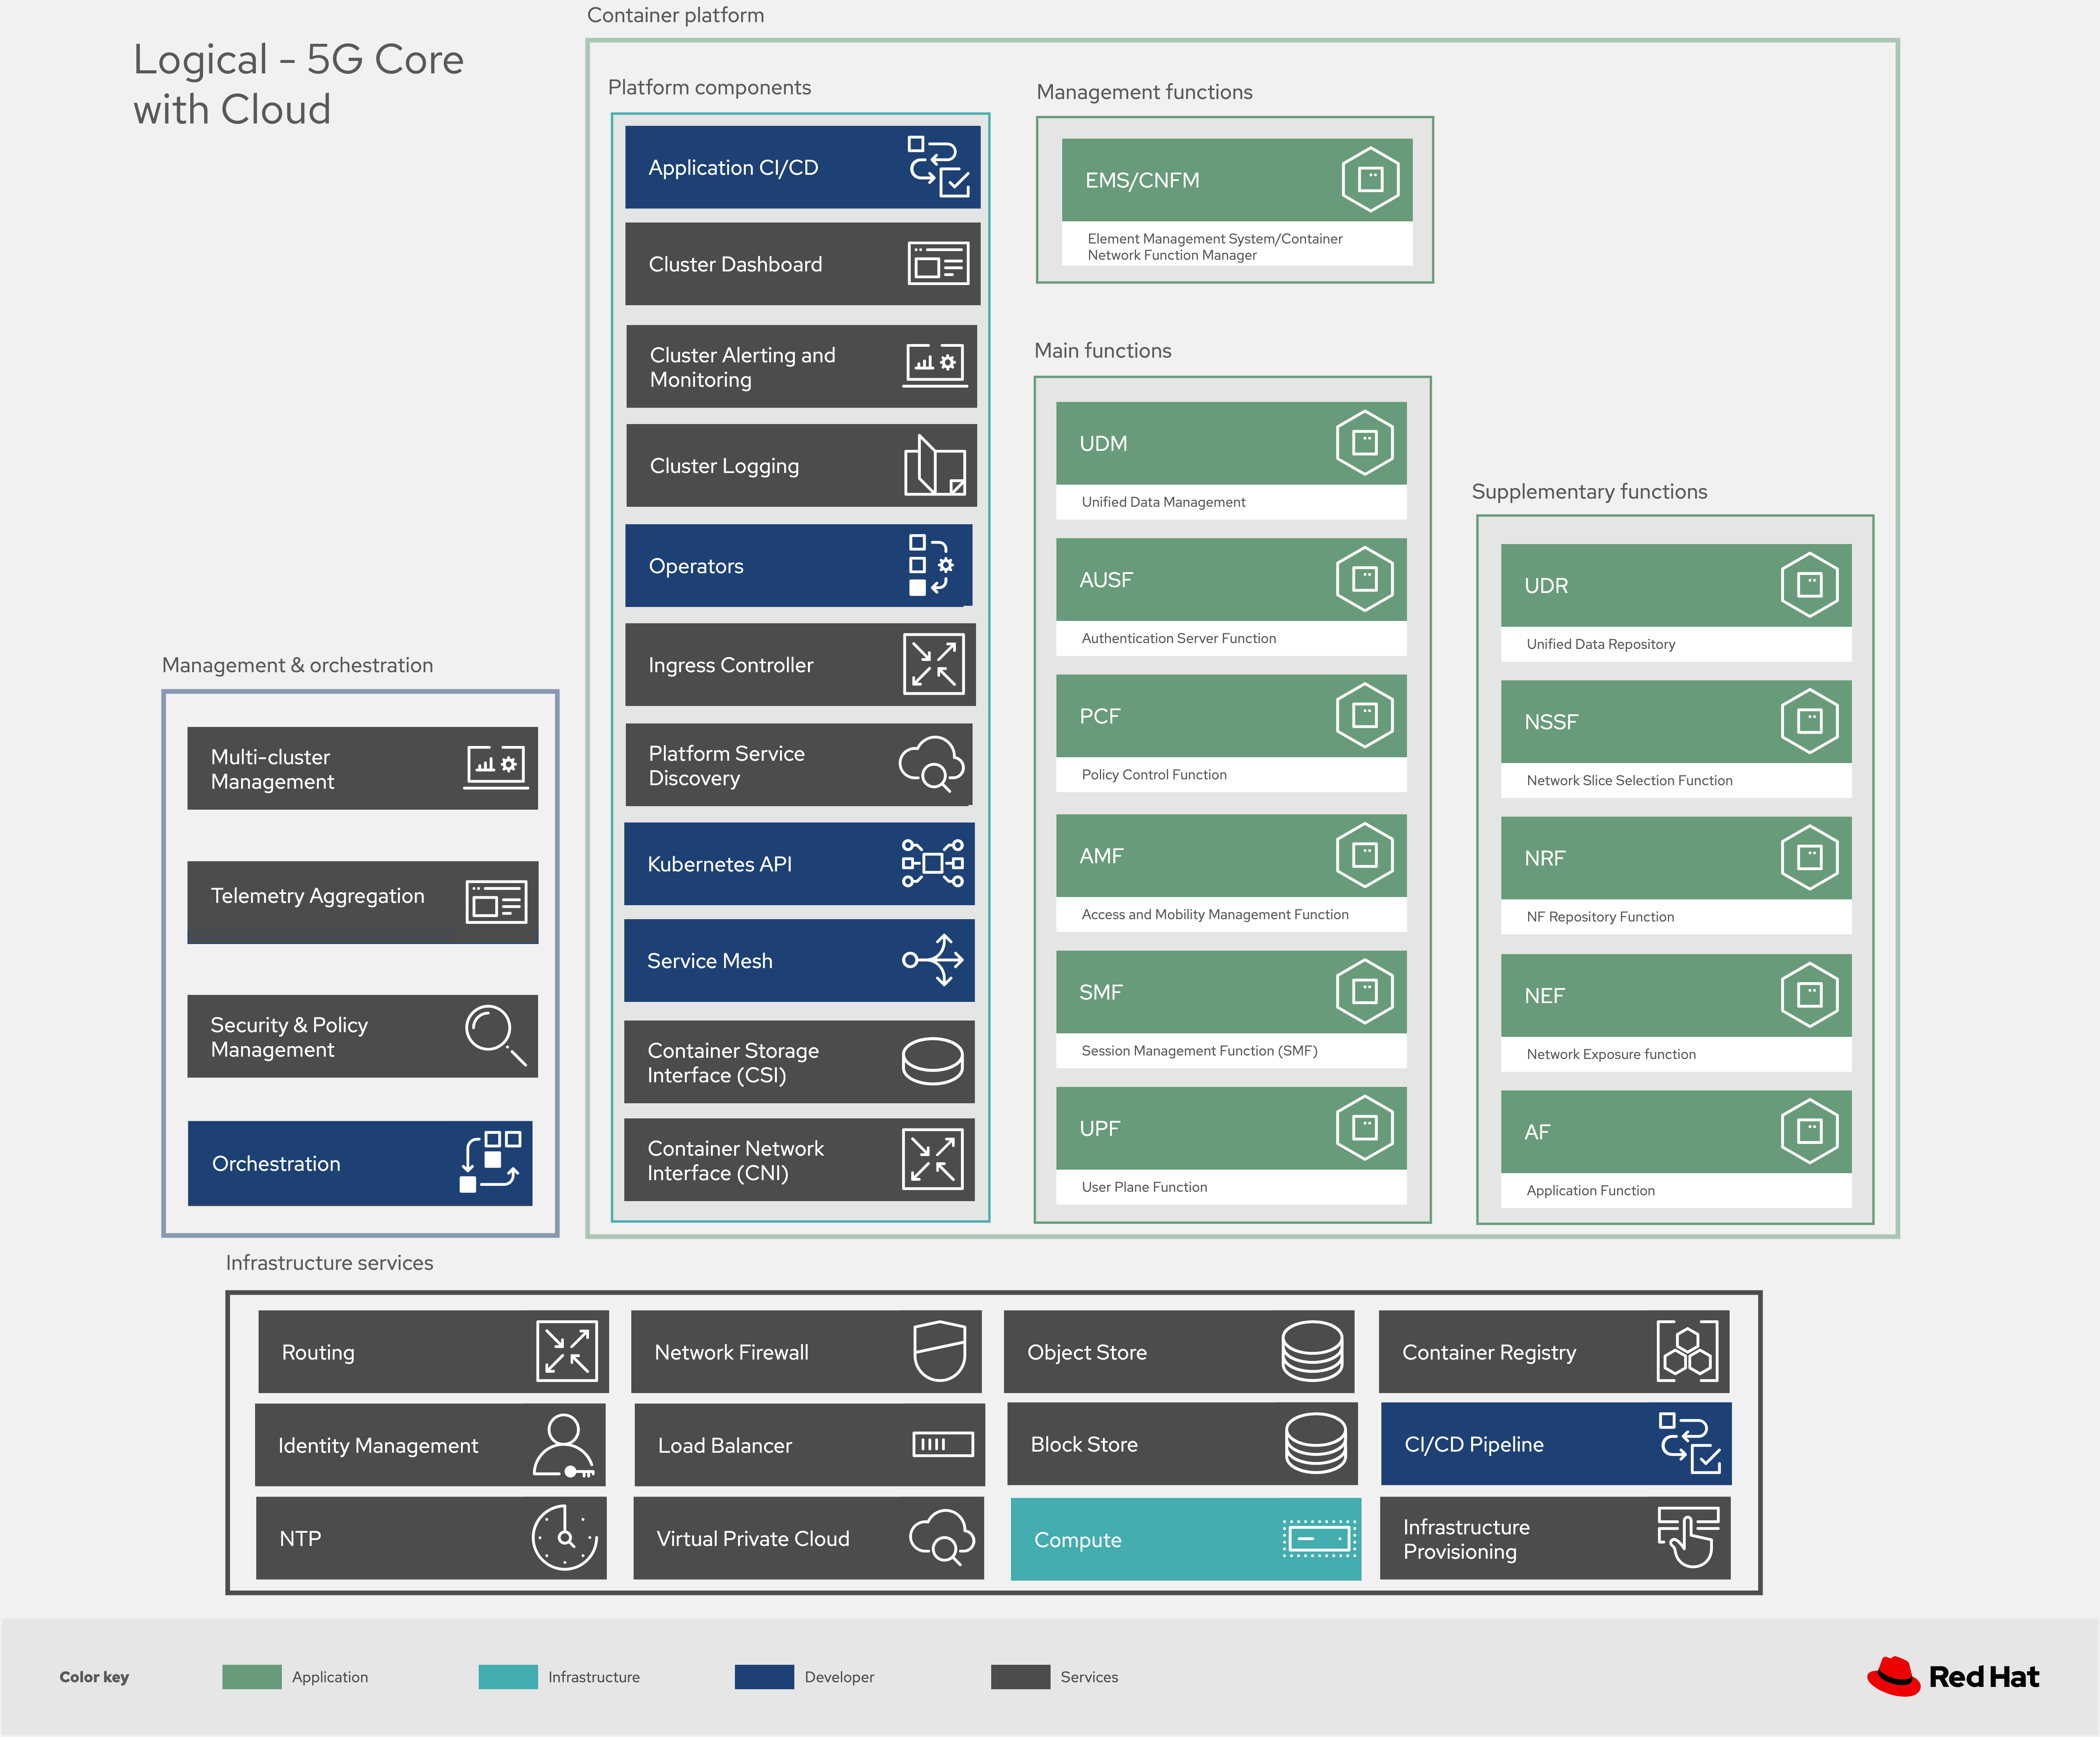 Logical - 5G Core
with Cloud
Container platform
Platform components
Application CI/CD
Cluster Dashboard
Cluster Alerting and
Monitoring
Cluster Logging
Operators
Ingress Controller
Platform Service
Discovery
Kubernetes API
Service Mesh
Container Storage
Interface (CSI)
Container Network
Interface (CNI)
Management functions
EMS/CNFM
Element Management System/Container
Network Function Manager
Main functions
UDM
Unified Data Management
AUSF
Authentication Server Function
PCF
Policy Control Function
AMF
Access and Mobility Management Function
SMF
Session Management Function (SMF)
UPF
User Plane Function
Supplementary functions
UDR
Unified Data Repository
NSSF
Network Slice Selection Function
NRF
NF Repository Function
NEF
Network Exposure function
AF
Application Function
Management & orchestration
Multi-cluster
Management
Telemetry Aggregation
Security & Policy
Management
Orchestration
Infrastructure services
Routing
Network Firewall
Object Store
Container Registry
Identity Management
Load Balancer
Block Store
CI/CD Pipeline
NTP
Virtual Private Cloud
Compute
Infrastructure
Provisioning
Color key
Application
Infrastructure
Developer
Services
Red Hat